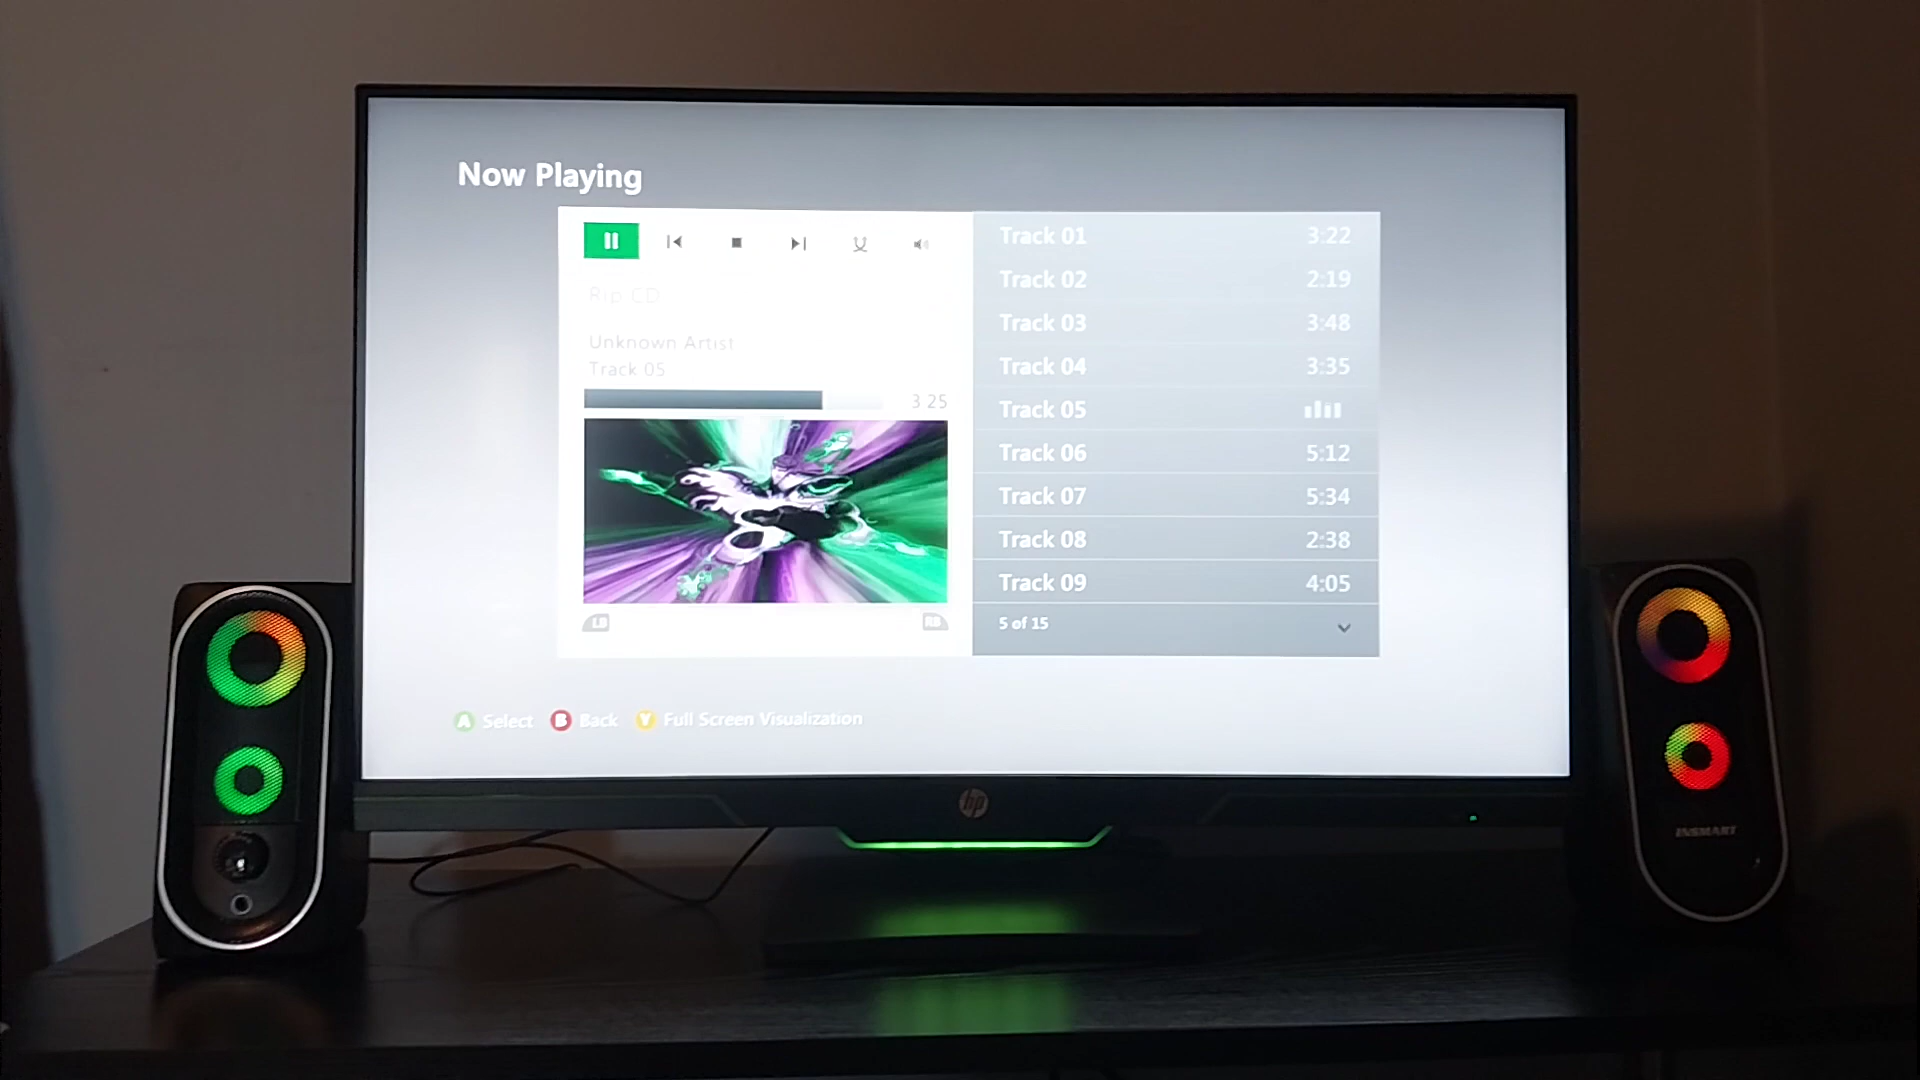 Now Playing
Rip CD
Unknown Artist
Track 05
3 25
LB
RB
Track 01 3:22
Track 02 2:19
Track 03 3:48
Track 04 3:35
Track 05
Track 06 5:12
Track 07 5:34
Track 08 2:38
Track 09 4:05
5 of 15
A Select B Back Y Full Screen Visualization
hp
INSMART